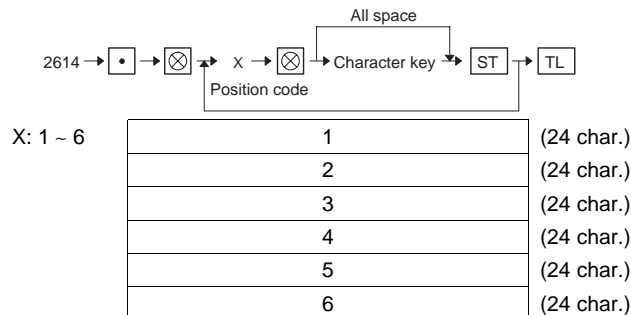 All space
2614 • ⊗ X ⊗ Character key ST TL
Position code
X: 1 ~ 6 1 (24 char.)
2 (24 char.)
3 (24 char.)
4 (24 char.)
5 (24 char.)
6 (24 char.)